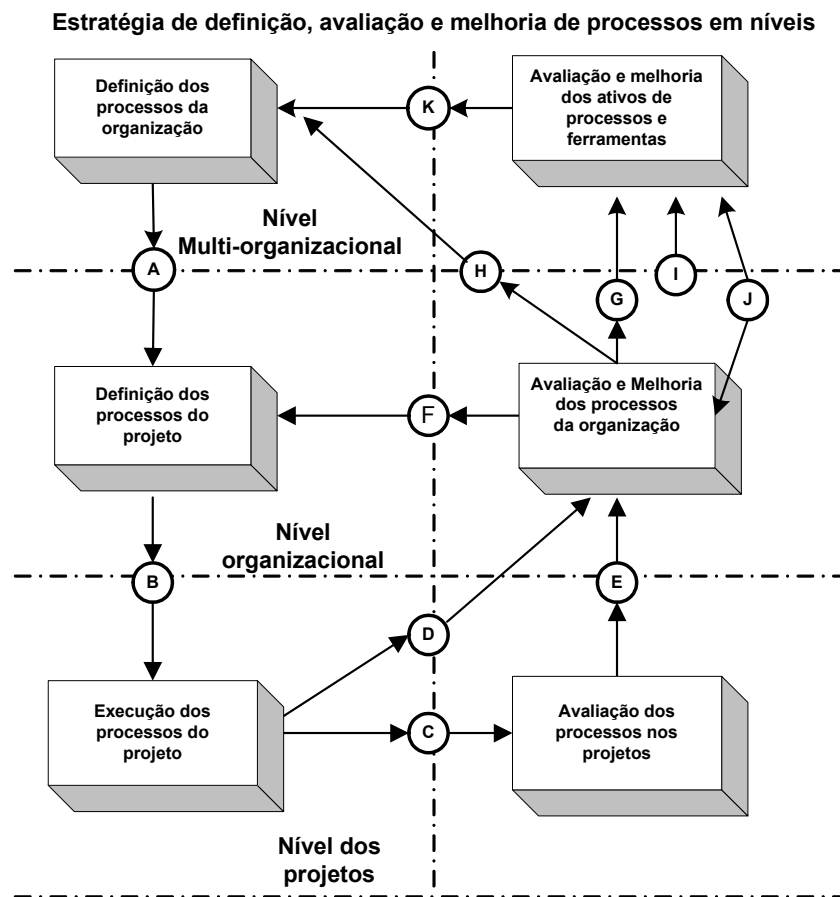 Estratégia de definição, avaliação e melhoria de processos em níveis
Definição dos
processos da
organização
K
Avaliação e melhoria
dos ativos de
processos e
ferramentas
Nível
Multi-organizacional
A
H
G
I
J
Definição dos
processos do
projeto
F
Avaliação e Melhoria
dos processos
da organização
Nível
organizacional
B
E
D
Execução dos
processos do
projeto
C
Avaliação dos
processos nos
projetos
Nível dos
projetos